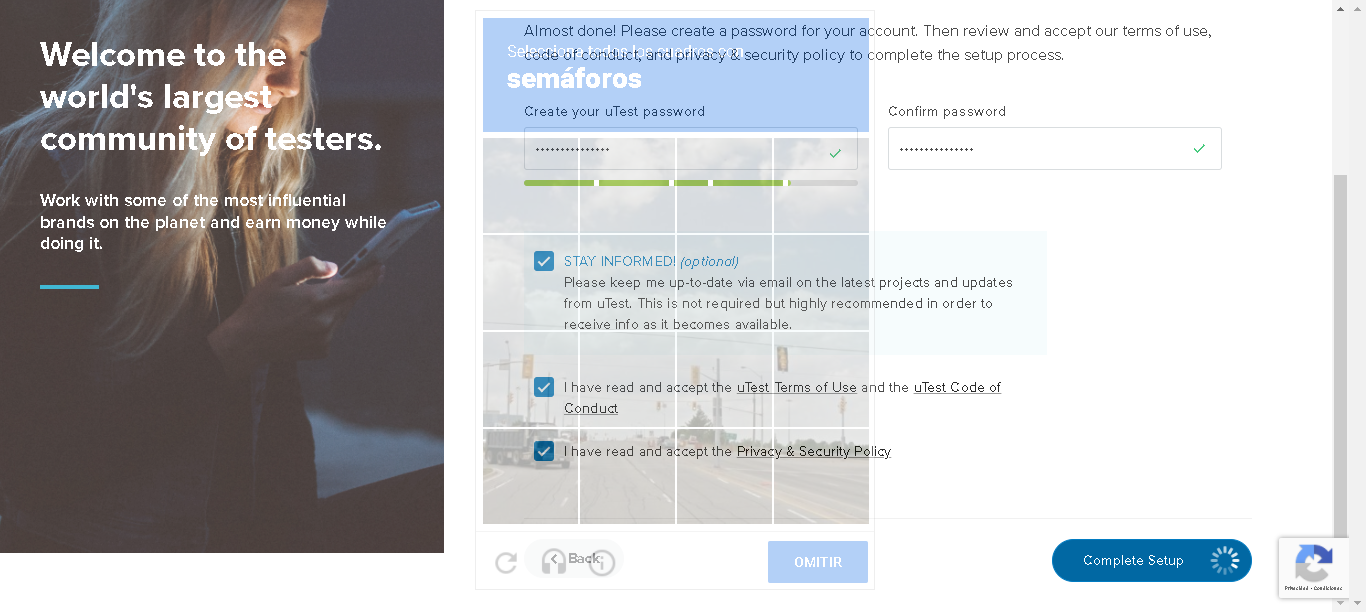 Welcome to the
world's largest
community of testers.
Work with some of the most influential
brands on the planet and earn money while
doing it.
Almost done! Please create a password for your account. Then review and accept our terms of use,
code of conduct, and privacy & security policy to complete the setup process.
Selecciona todos los cuadros con
semáforos
Create your uTest password
Confirm password
STAY INFORMED! (optional)
Please keep me up-to-date via email on the latest projects and updates
from uTest. This is not required but highly recommended in order to
receive info as it becomes available.
I have read and accept the uTest Terms of Use and the uTest Code of
Conduct
I have read and accept the Privacy & Security Policy
Back
OMITIR
Complete Setup
Privacidad - Condiciones